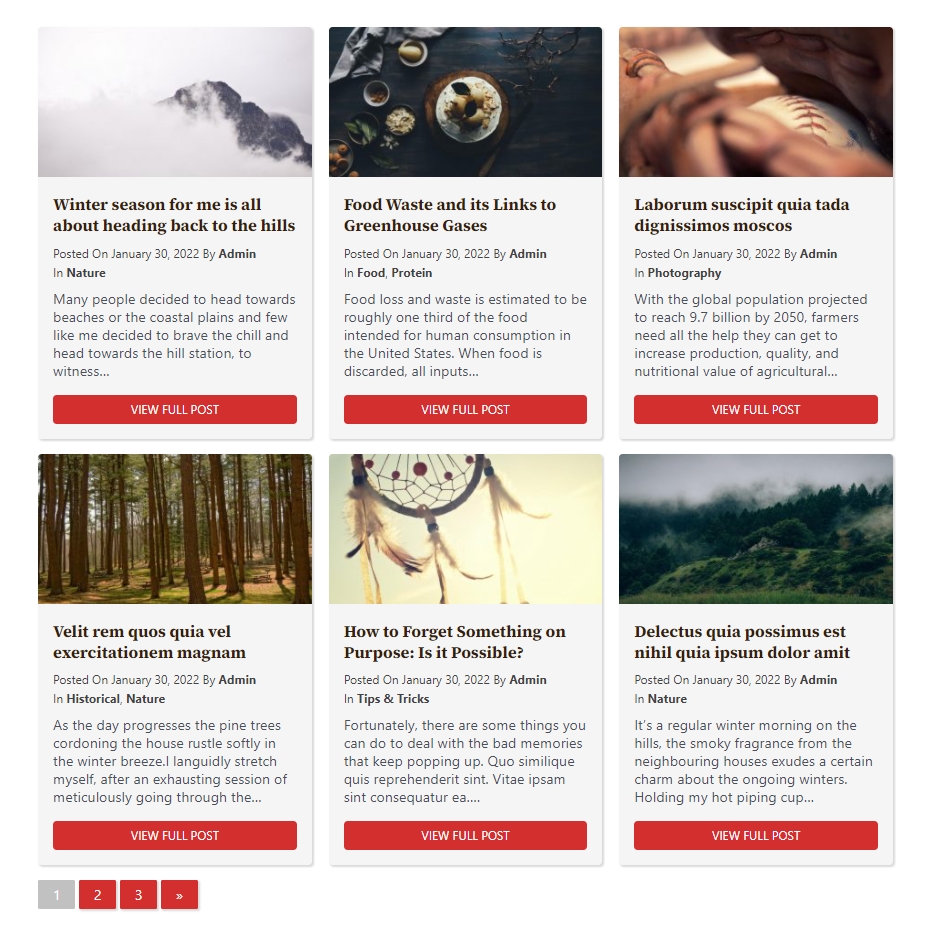 Winter season for me is all
about heading back to the hills
Posted On January 30, 2022 By Admin
In Nature
Many people decided to head towards
beaches or the coastal plains and few
like me decided to brave the chill and
head towards the hill station, to
witness...
VIEW FULL POST
Food Waste and its Links to
Greenhouse Gases
Posted On January 30, 2022 By Admin
In Food, Protein
Food loss and waste is estimated to be
roughly one third of the food
intended for human consumption in
the United States. When food is
discarded, all inputs...
VIEW FULL POST
Laborum suscipit quia tada
dignissimos moscos
Posted On January 30, 2022 By Admin
In Photography
With the global population projected
to reach 9.7 billion by 2050, farmers
need all the help they can get to
increase production, quality, and
nutritional value of agricultural...
VIEW FULL POST
Velit rem quos quia vel
exercitationem magnam
Posted On January 30, 2022 By Admin
In Historical, Nature
As the day progresses the pine trees
cordoning the house rustle softly in
the winter breeze.I languidly stretch
myself, after an exhausting session of
meticulously going through the...
VIEW FULL POST
How to Forget Something on
Purpose: Is it Possible?
Posted On January 30, 2022 By Admin
In Tips & Tricks
Fortunately, there are some things you
can do to deal with the bad memories
that keep popping up. Quo similique
quis reprehenderit sint. Vitae ipsam
sint consequatur ea....
VIEW FULL POST
Delectus quia possimus est
nihil quia ipsum dolor amit
Posted On January 30, 2022 By Admin
In Nature
It’s a regular winter morning on the
hills, the smoky fragrance from the
neighbouring houses exudes a certain
charm about the ongoing winters.
Holding my hot piping cup...
VIEW FULL POST
1 2 3 »